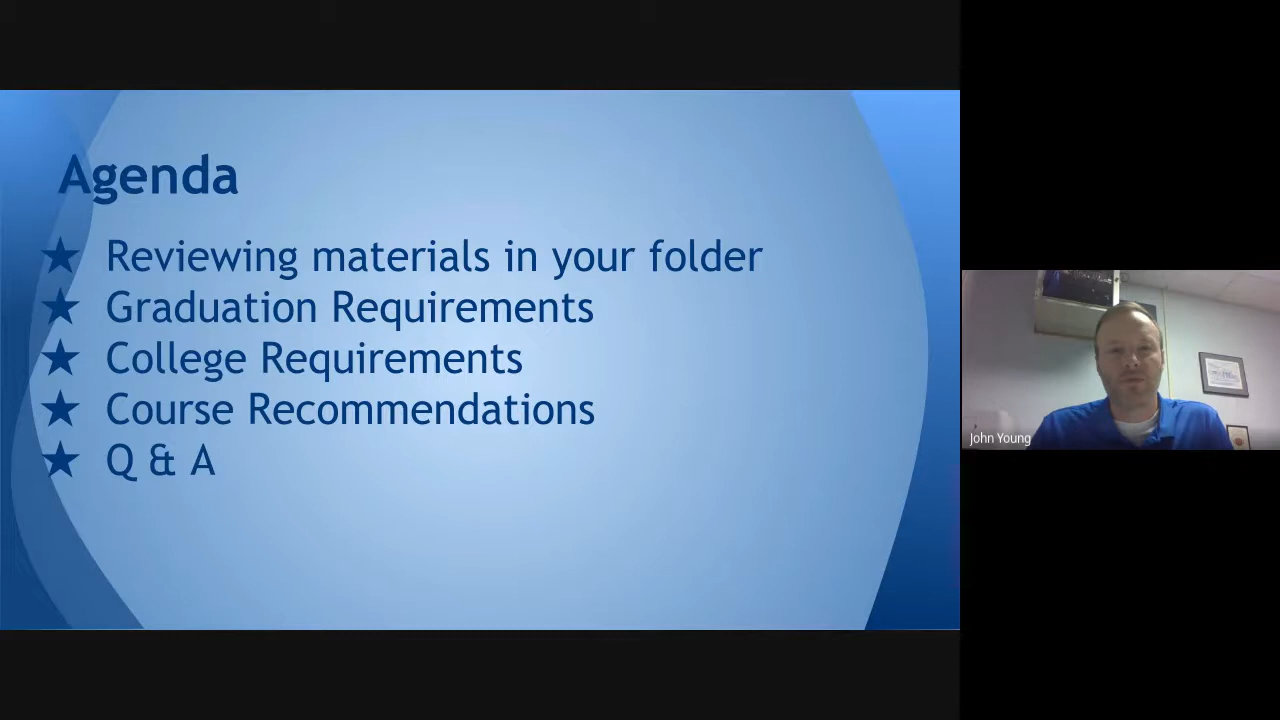 Agenda
★ Reviewing materials in your folder
★ Graduation Requirements
★ College Requirements
★ Course Recommendations
★ Q & A
John Young